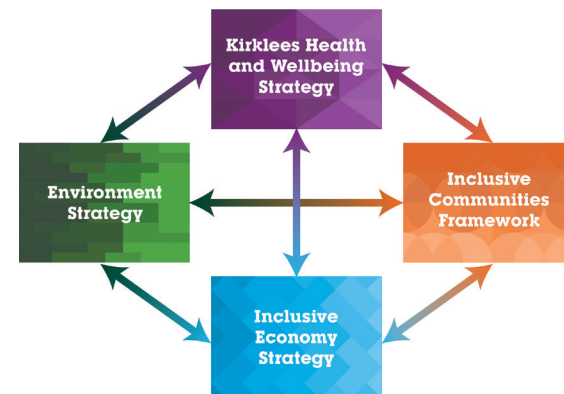 Kirklees Health
and Wellbeing
Strategy
Environment
Strategy
Inclusive
Communities
Framework
Inclusive
Economy
Strategy